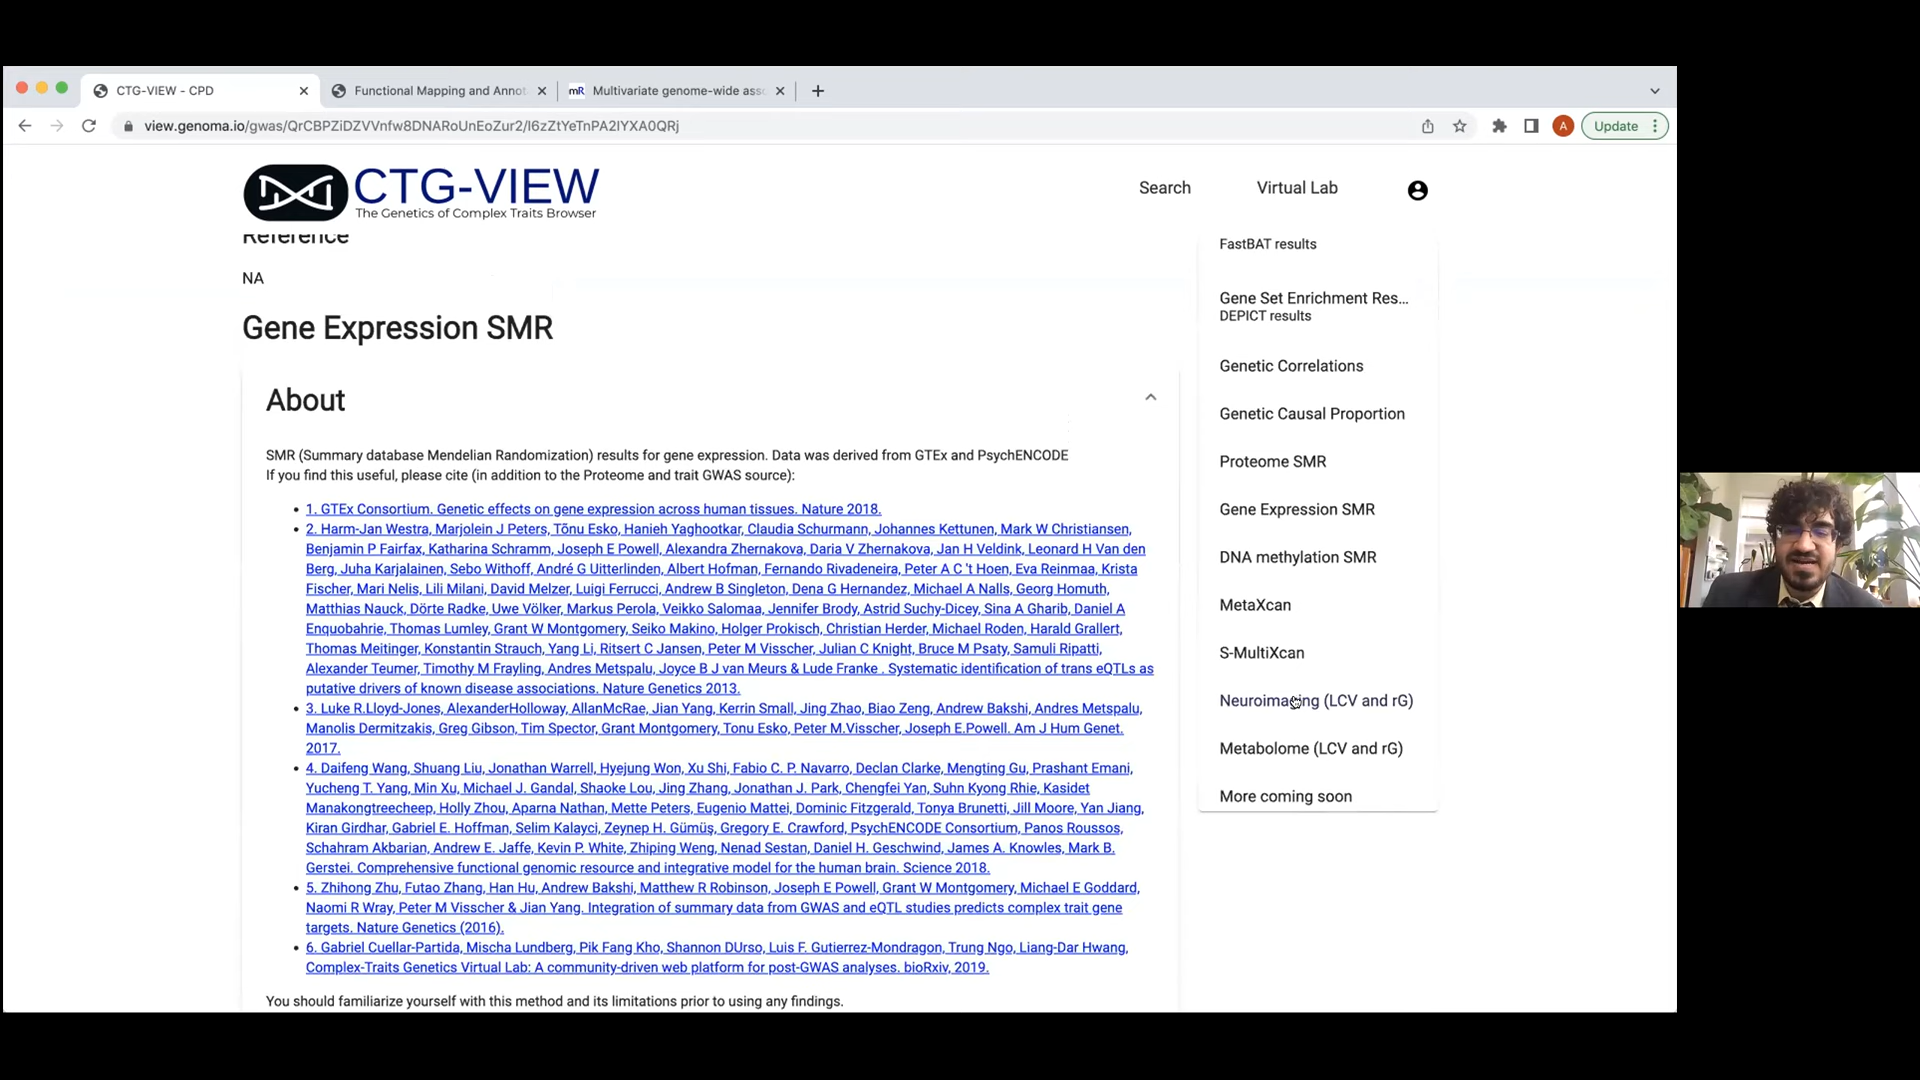 CTG-VIEW - CPD
Functional Mapping and Annot
mR Multivariate genome-wide ass
view.genoma.io/gwas/QrCBPZiDZVVnfw8DNARoUnEoZur2/I6zZtYeTnPA2IYXA0QRj
A
Update
CTG-VIEW
The Genetics of Complex Traits Browser
Search
Virtual Lab
Reference
NA
Gene Expression SMR
About
SMR (Summary database Mendelian Randomization) results for gene expression. Data was derived from GTEx and PsychENCODE
If you find this useful, please cite (in addition to the Proteome and trait GWAS source):
1. GTEx Consortium. Genetic effects on gene expression across human tissues. Nature 2018.
2. Harm-Jan Westra, Marjolein J Peters, Tõnu Esko, Hanieh Yaghootkar, Claudia Schurmann, Johannes Kettunen, Mark W Christiansen,
Benjamin P Fairfax, Katharina Schramm, Joseph E Powell, Alexandra Zhernakova, Daria V Zhernakova, Jan H Veldink, Leonard H Van den
Berg, Juha Karjalainen, Sebo Withoff, André G Uitterlinden, Albert Hofman, Fernando Rivadeneira, Peter A C 't Hoen, Eva Reinmaa, Krista
Fischer, Mari Nelis, Lili Milani, David Melzer, Luigi Ferrucci, Andrew B Singleton, Dena G Hernandez, Michael A Nalls, Georg Homuth,
Matthias Nauck, Dörte Radke, Uwe Völker, Markus Perola, Veikko Salomaa, Jennifer Brody, Astrid Suchy-Dicey, Sina A Gharib, Daniel A
Enquobahrie, Thomas Lumley, Grant W Montgomery, Seiko Makino, Holger Prokisch, Christian Herder, Michael Roden, Harald Grallert,
Thomas Meitinger, Konstantin Strauch, Yang Li, Ritsert C Jansen, Peter M Visscher, Julian C Knight, Bruce M Psaty, Samuli Ripatti,
Alexander Teumer, Timothy M Frayling, Andres Metspalu, Joyce B J van Meurs & Lude Franke . Systematic identification of trans eQTLs as
putative drivers of known disease associations. Nature Genetics 2013.
3. Luke R.Lloyd-Jones, AlexanderHolloway, AllanMcRae, Jian Yang, Kerrin Small, Jing Zhao, Biao Zeng, Andrew Bakshi, Andres Metspalu,
Manolis Dermitzakis, Greg Gibson, Tim Spector, Grant Montgomery, Tonu Esko, Peter M.Visscher, Joseph E.Powell. Am J Hum Genet.
2017.
4. Daifeng Wang, Shuang Liu, Jonathan Warrell, Hyejung Won, Xu Shi, Fabio C. P. Navarro, Declan Clarke, Mengting Gu, Prashant Emani,
Yucheng T. Yang, Min Xu, Michael J. Gandal, Shaoke Lou, Jing Zhang, Jonathan J. Park, Chengfei Yan, Suhn Kyong Rhie, Kasidet
Manakongtreecheep, Holly Zhou, Aparna Nathan, Mette Peters, Eugenio Mattei, Dominic Fitzgerald, Tonya Brunetti, Jill Moore, Yan Jiang,
Kiran Girdhar, Gabriel E. Hoffman, Selim Kalayci, Zeynep H. Gümüş, Gregory E. Crawford, PsychENCODE Consortium, Panos Roussos,
Schahram Akbarian, Andrew E. Jaffe, Kevin P. White, Zhiping Weng, Nenad Sestan, Daniel H. Geschwind, James A. Knowles, Mark B.
Gerstei. Comprehensive functional genomic resource and integrative model for the human brain. Science 2018.
5. Zhihong Zhu, Futao Zhang, Han Hu, Andrew Bakshi, Matthew R Robinson, Joseph E Powell, Grant W Montgomery, Michael E Goddard,
Naomi R Wray, Peter M Visscher & Jian Yang. Integration of summary data from GWAS and eQTL studies predicts complex trait gene
targets. Nature Genetics (2016).
6. Gabriel Cuellar-Partida, Mischa Lundberg, Pik Fang Kho, Shannon DUrso, Luis F. Gutierrez-Mondragon, Trung Ngo, Liang-Dar Hwang,
Complex-Traits Genetics Virtual Lab: A community-driven web platform for post-GWAS analyses. bioRxiv, 2019.
You should familiarize yourself with this method and its limitations prior to using any findings.
FastBAT results
Gene Set Enrichment Res...
DEPICT results
Genetic Correlations
Genetic Causal Proportion
Proteome SMR
Gene Expression SMR
DNA methylation SMR
MetaXcan
S-MultiXcan
Neuroimaging (LCV and rG)
Metabolome (LCV and rG)
More coming soon